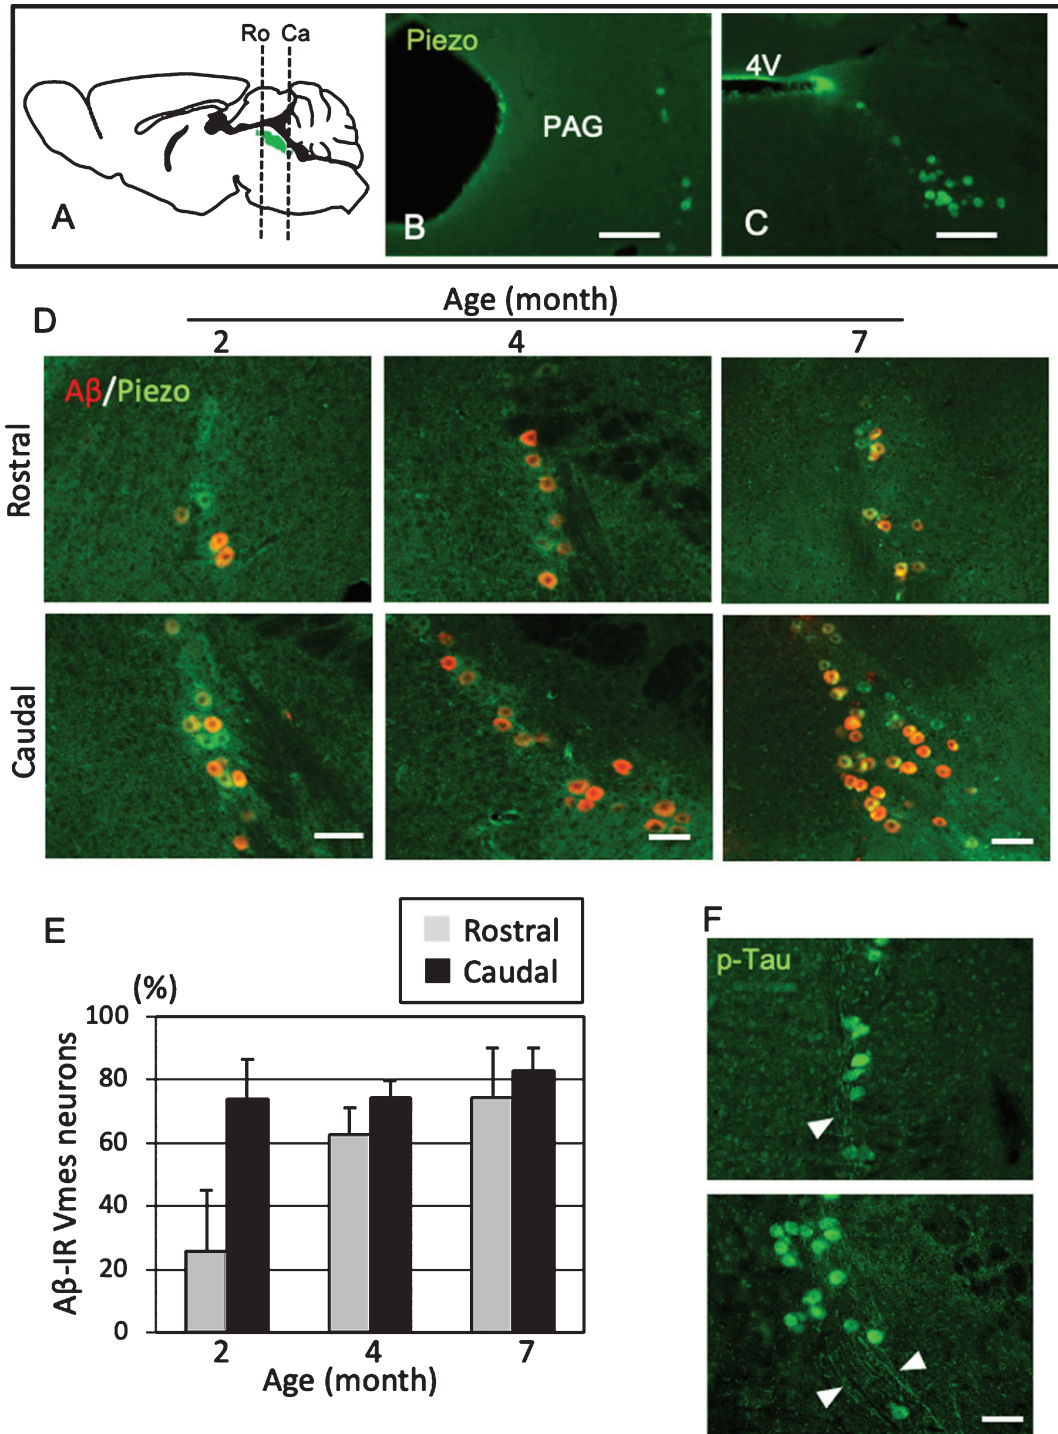 Ro Ca
A
Piezo
PAG
B
4V
C
D
Age (month)
2 4 7
Aβ/Piezo
Rostral
Caudal
E
Rostral
Caudal
(%)
100
80
60
40
20
0
Aβ-IR Vmes neurons
2 4 7
Age (month)
F
p-Tau